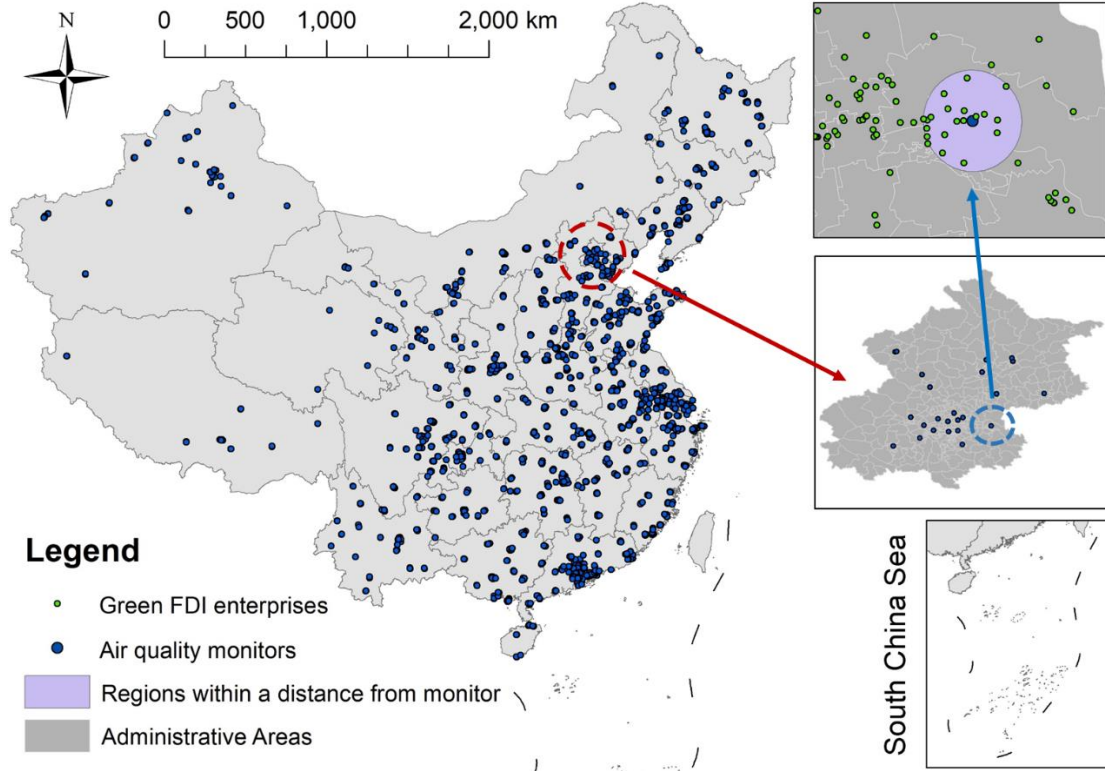 N
0 500 1,000 2,000 km
Legend
Green FDI enterprises
Air quality monitors
Regions within a distance from monitor
Administrative Areas
South China Sea